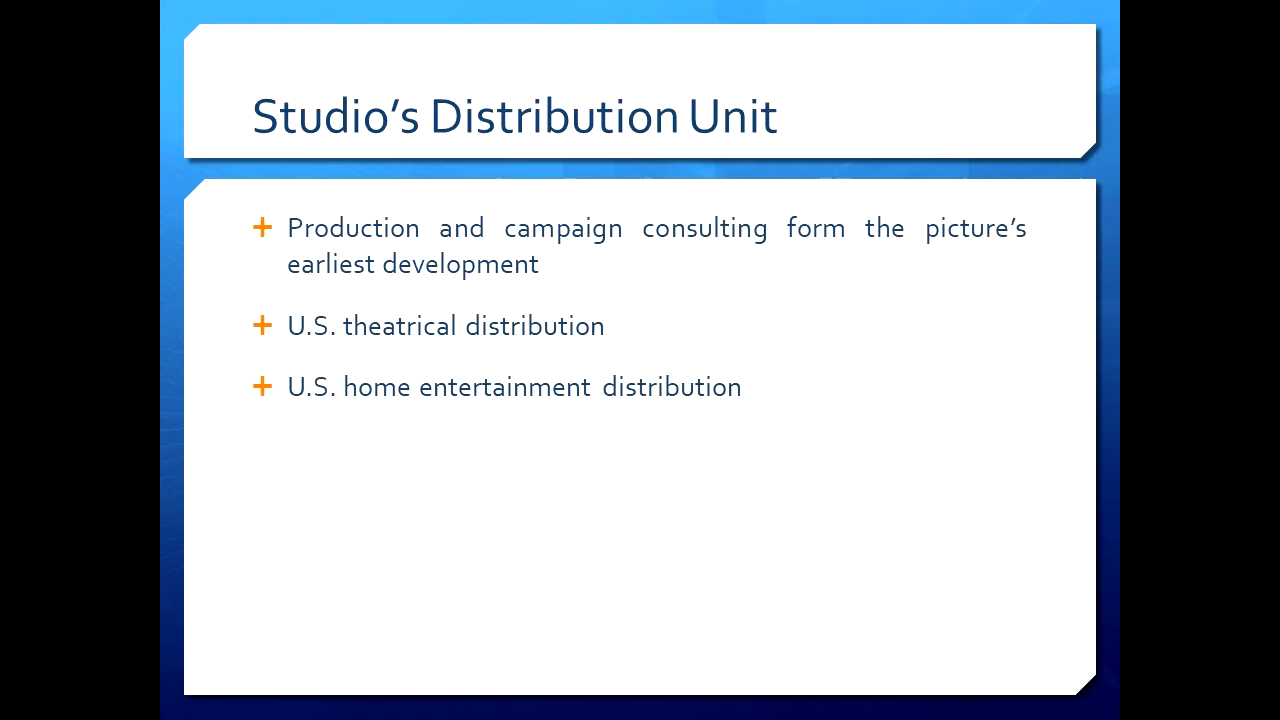 Studio’s Distribution Unit
Production and campaign consulting form the picture’s
earliest development
U.S. theatrical distribution
U.S. home entertainment distribution